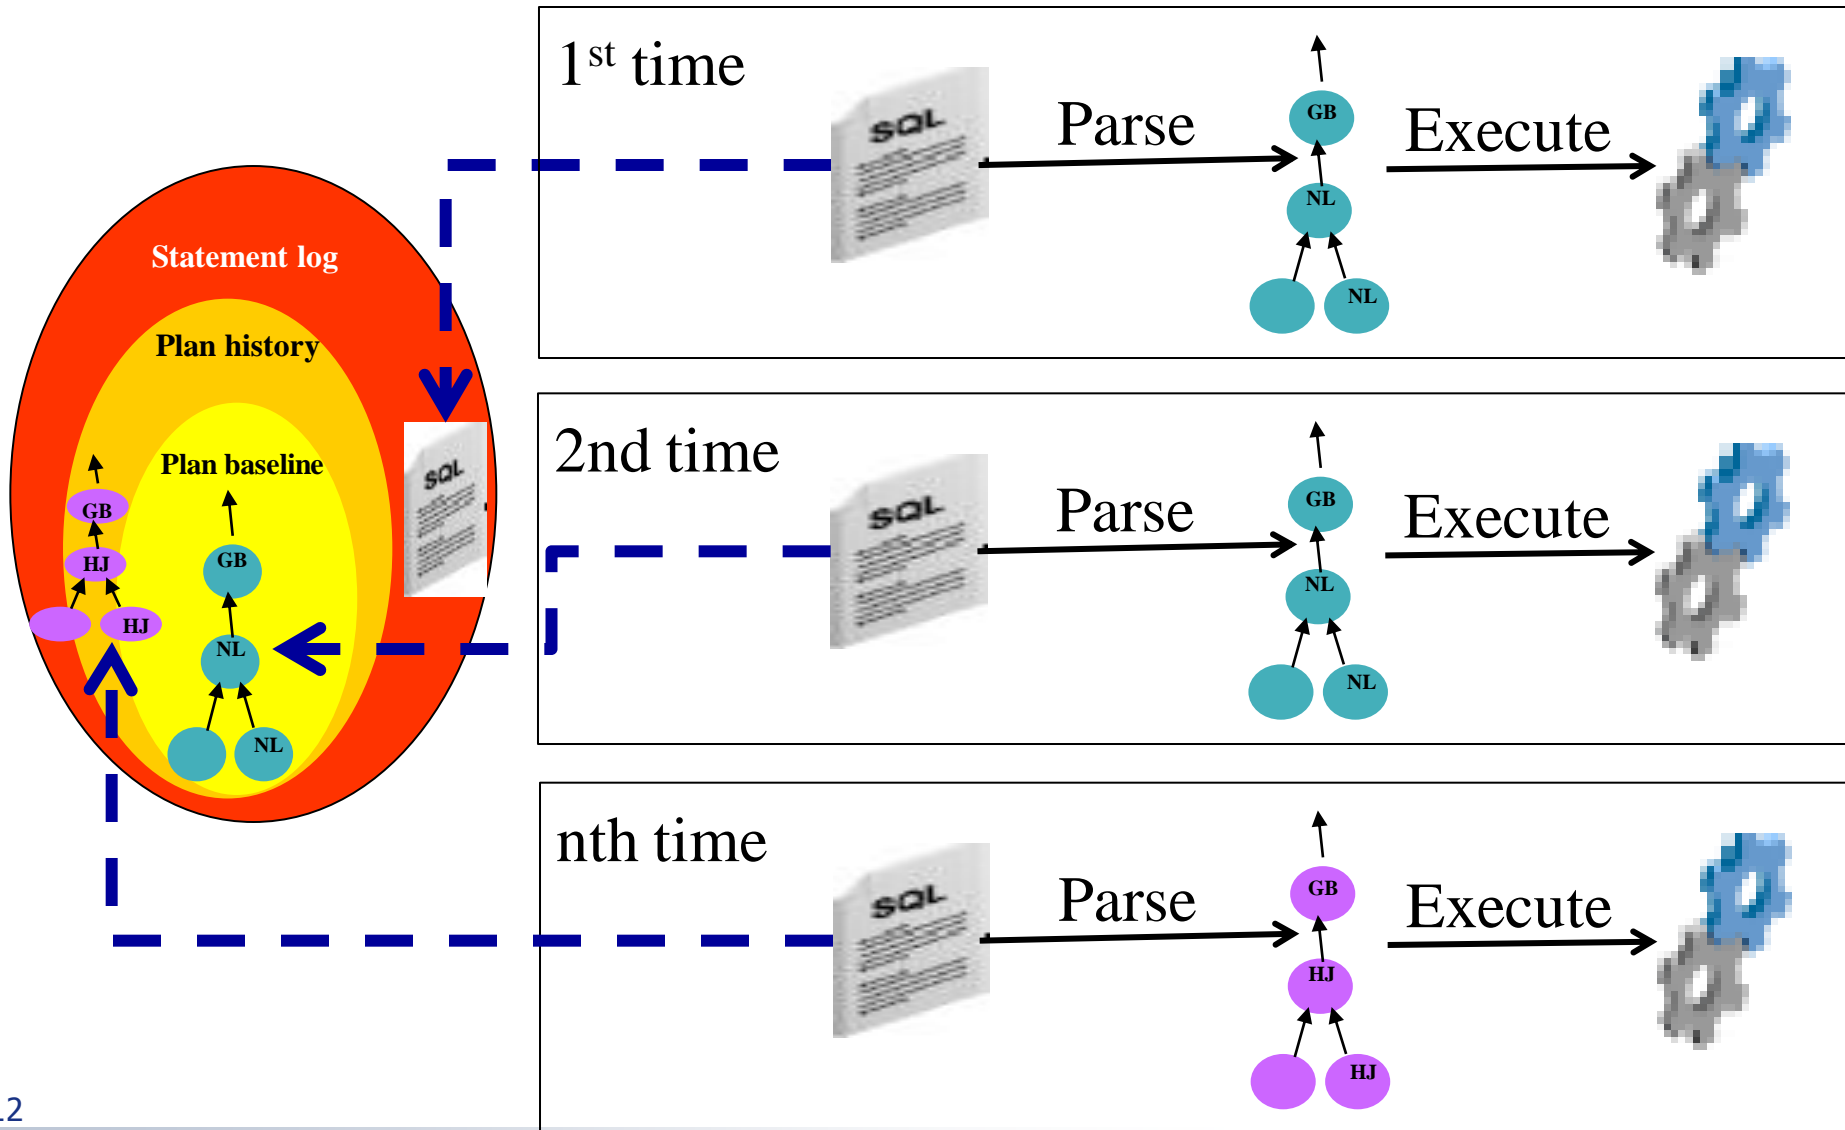 1st time
SQL
Parse
GB
NL
NL
Execute
Statement log
Plan history
Plan baseline
SQL
GB
HJ
HJ
GB
NL
NL
2nd time
SQL
Parse
GB
NL
NL
Execute
nth time
SQL
Parse
GB
HJ
HJ
Execute
12